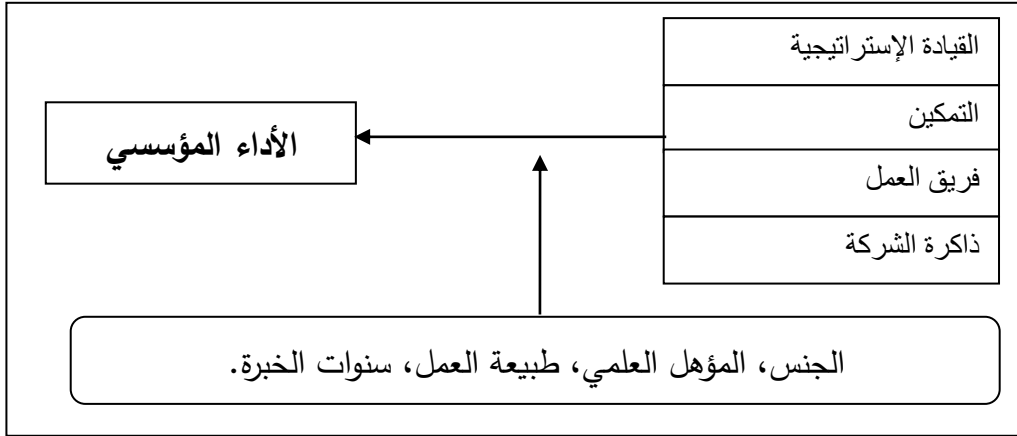 القيادة الإستراتيجية
التمكين
الأداء المؤسسي
فريق العمل
ذاكرة الشركة
الجنس، المؤهل العلمي، طبيعة العمل، سنوات الخبرة.